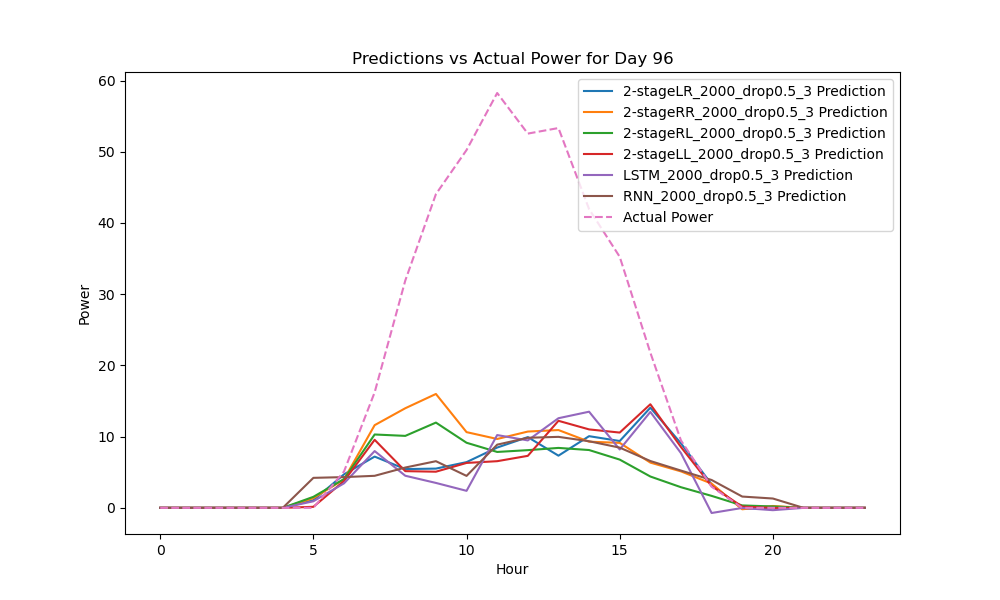 Predictions vs Actual Power for Day 96
60
50
40
30
20
10
0
Power
0
5
10
15
20
Hour
2-stageLR_2000_drop0.5_3 Prediction
2-stageRR_2000_drop0.5_3 Prediction
2-stageRL_2000_drop0.5_3 Prediction
2-stageLL_2000_drop0.5_3 Prediction
LSTM_2000_drop0.5_3 Prediction
RNN_2000_drop0.5_3 Prediction
Actual Power